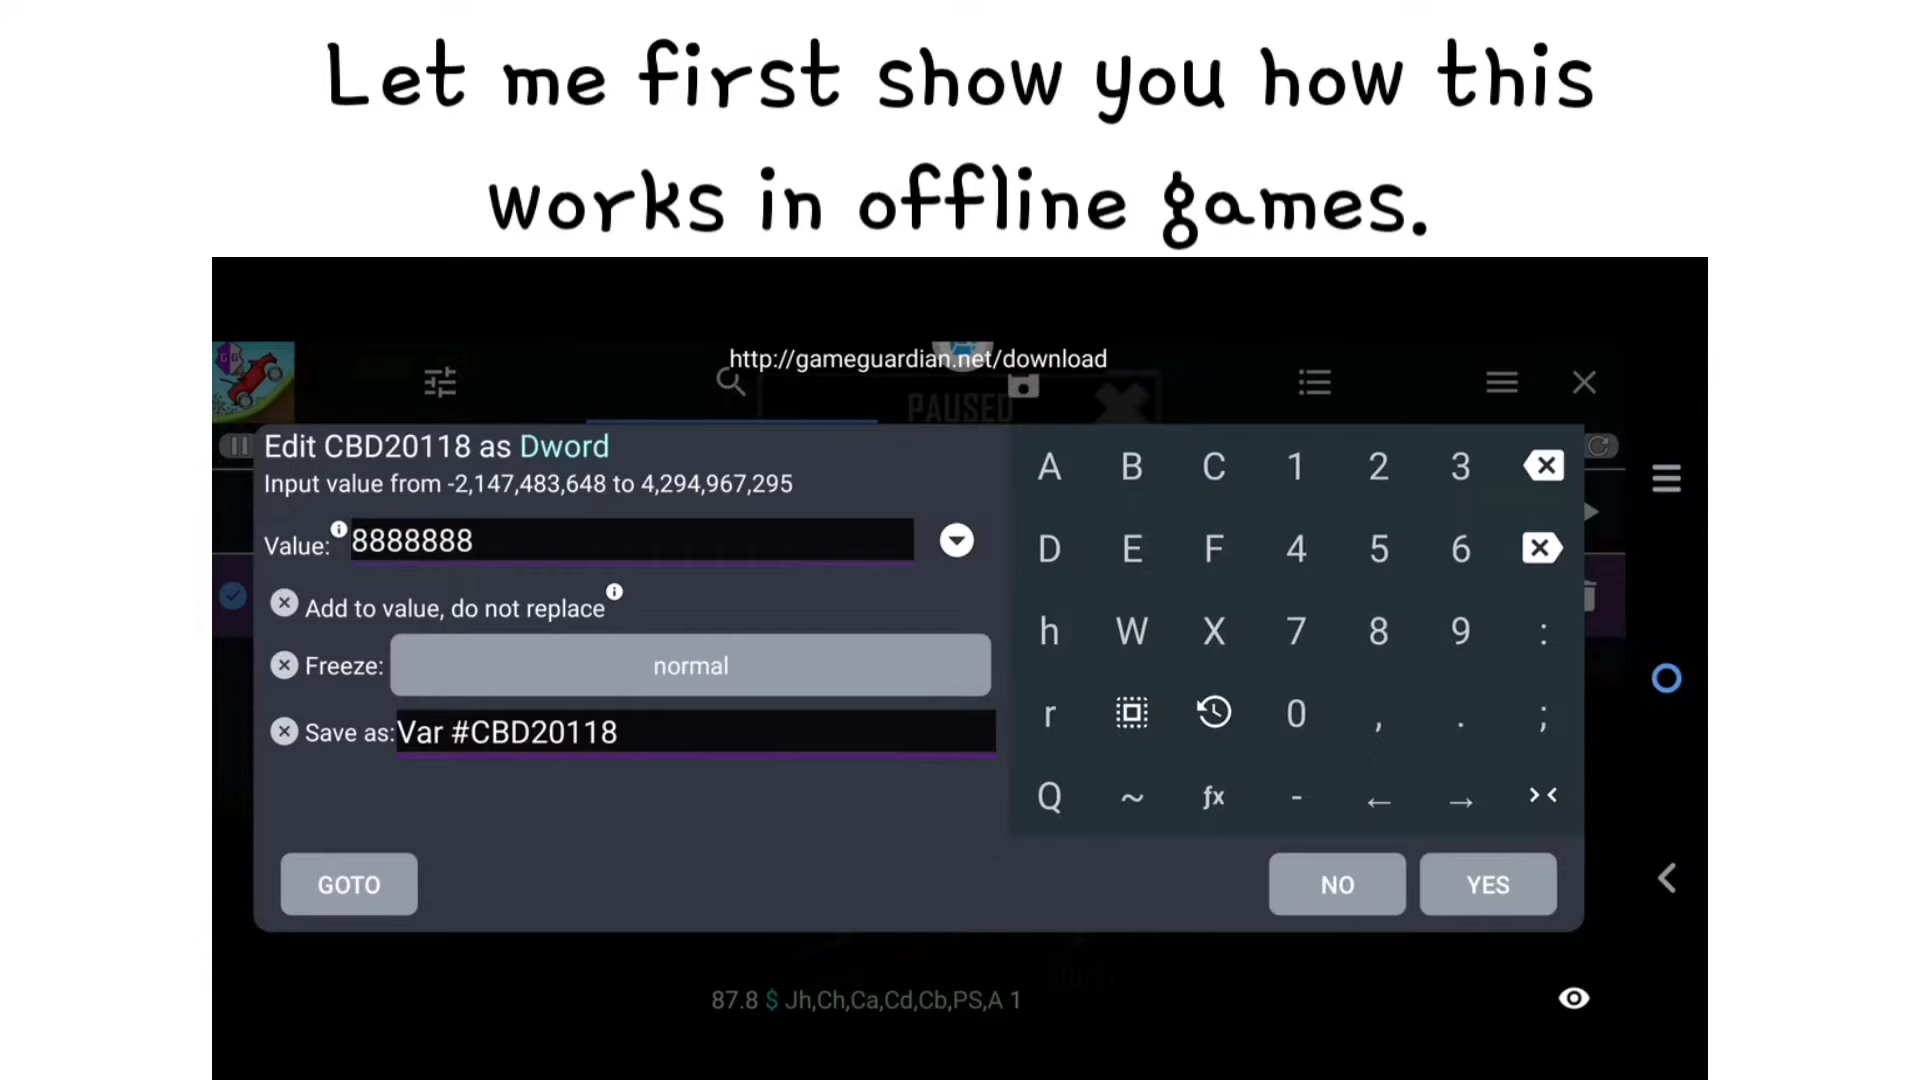 Let me first show you how this
works in offline games.
http://gameguardian.net/download
PAUSED
Edit CBD20118 as Dword
Input value from -2,147,483,648 to 4,294,967,295
Value: 8888888
Add to value, do not replace
Freeze: normal
Save as: Var #CBD20118
A B C 1 2 3
D E F 4 5 6
h W X 7 8 9 :
r 0 , . ;
Q ~ ƒx - ← → > <
GOTO NO YES
87.8 $ Jh,Ch,Ca,Cd,Cb,PS,A 1